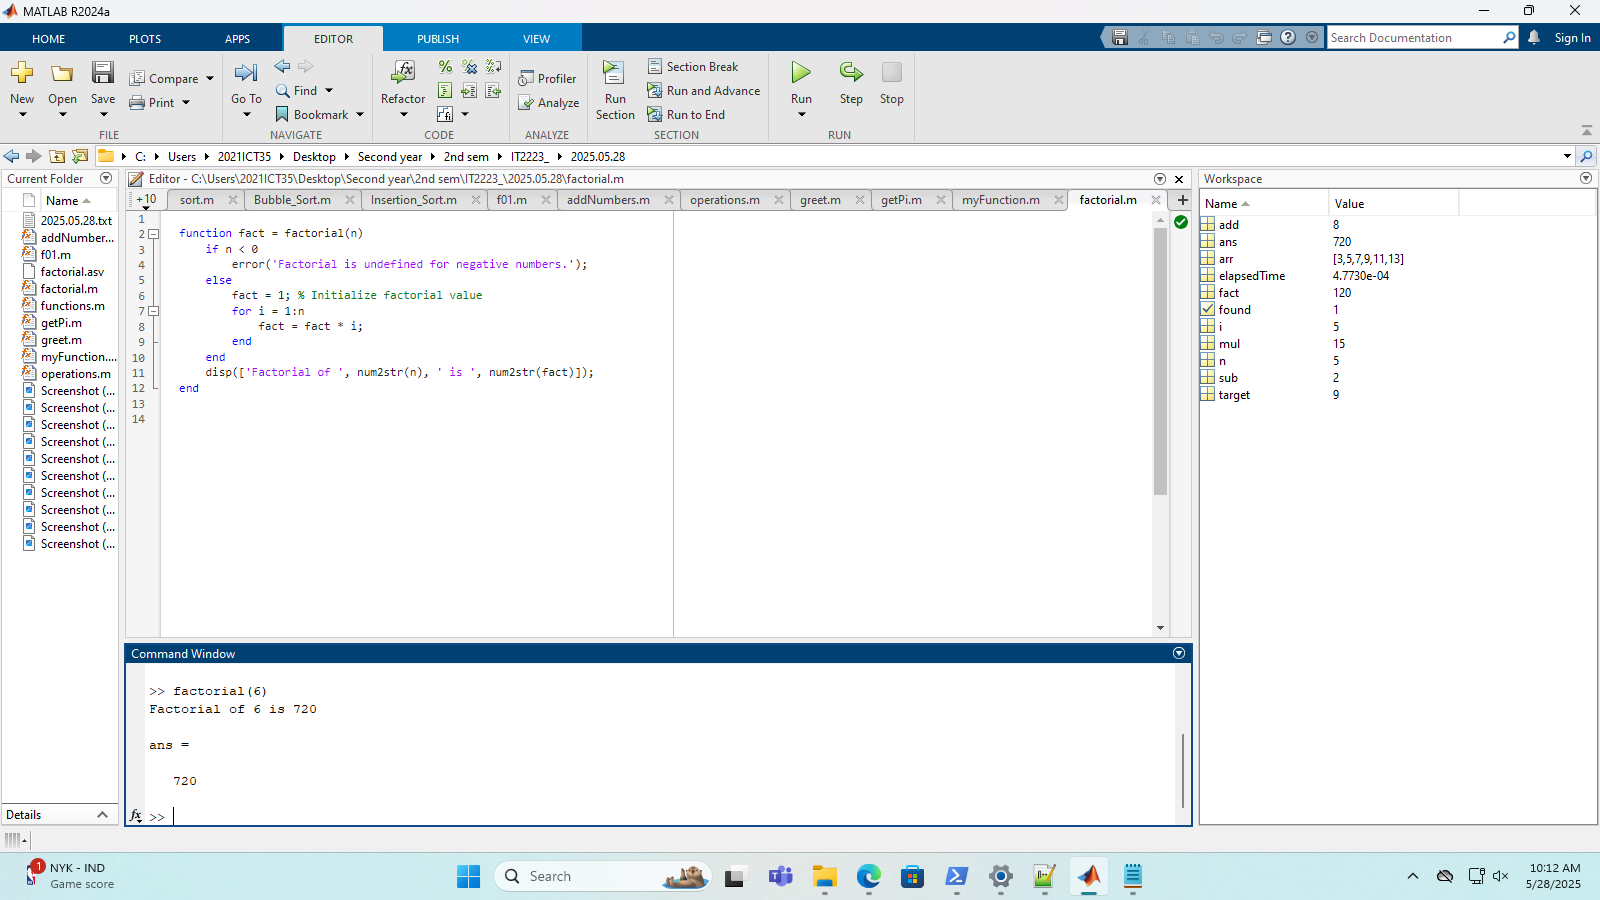 MATLAB R2024a
HOME PLOTS APPS EDITOR PUBLISH VIEW
Search Documentation
Sign In
New
Open
Save
Compare
Print
FILE
Go To
Find
Bookmark
NAVIGATE
Refactor
CODE
Profiler
Analyze
ANALYZE
Run Section
Section Break
Run and Advance
Run to End
SECTION
Run
Step
Stop
RUN
C: Users 2021ICT35 Desktop Second year 2nd sem IT2223_ 2025.05.28
Current Folder
Name
2025.05.28.txt
addNumber...
f01.m
factorial.asv
factorial.m
functions.m
getPi.m
greet.m
myFunction....
operations.m
Screenshot (...
Screenshot (...
Screenshot (...
Screenshot (...
Screenshot (...
Screenshot (...
Screenshot (...
Screenshot (...
Screenshot (...
Screenshot (...
Details
Editor - C:\Users\2021ICT35\Desktop\Second year\2nd sem\IT2223_\2025.05.28\factorial.m
+10 sort.m Bubble_Sort.m Insertion_Sort.m f01.m addNumbers.m operations.m greet.m getPi.m myFunction.m factorial.m
1
2 function fact = factorial(n)
3 if n < 0
4 error('Factorial is undefined for negative numbers.');
5 else
6 fact = 1; % Initialize factorial value
7 for i = 1:n
8 fact = fact * i;
9 end
10 end
11 disp(['Factorial of ', num2str(n), ' is ', num2str(fact)]);
12 end
13
14
Command Window
>> factorial(6)
Factorial of 6 is 720
ans =
720
fx >>
Workspace
Name Value
add 8
ans 720
arr [3,5,7,9,11,13]
elapsedTime 4.7730e-04
fact 120
found 1
i 5
mul 15
n 5
sub 2
target 9
1
NYK - IND
Game score
Search
10:12 AM
5/28/2025